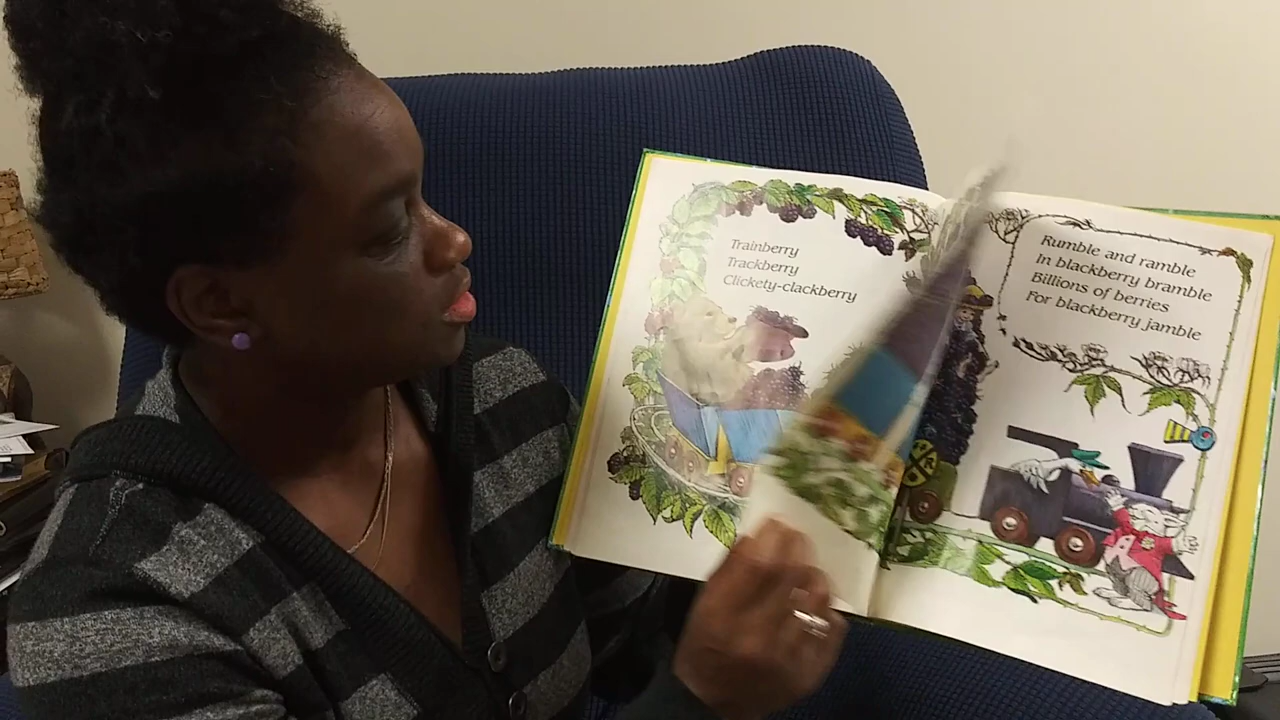 Trainberry
Trackberry
Clickety-clackberry
Rumble and ramble
In blackberry bramble
Billions of berries
For blackberry jamble